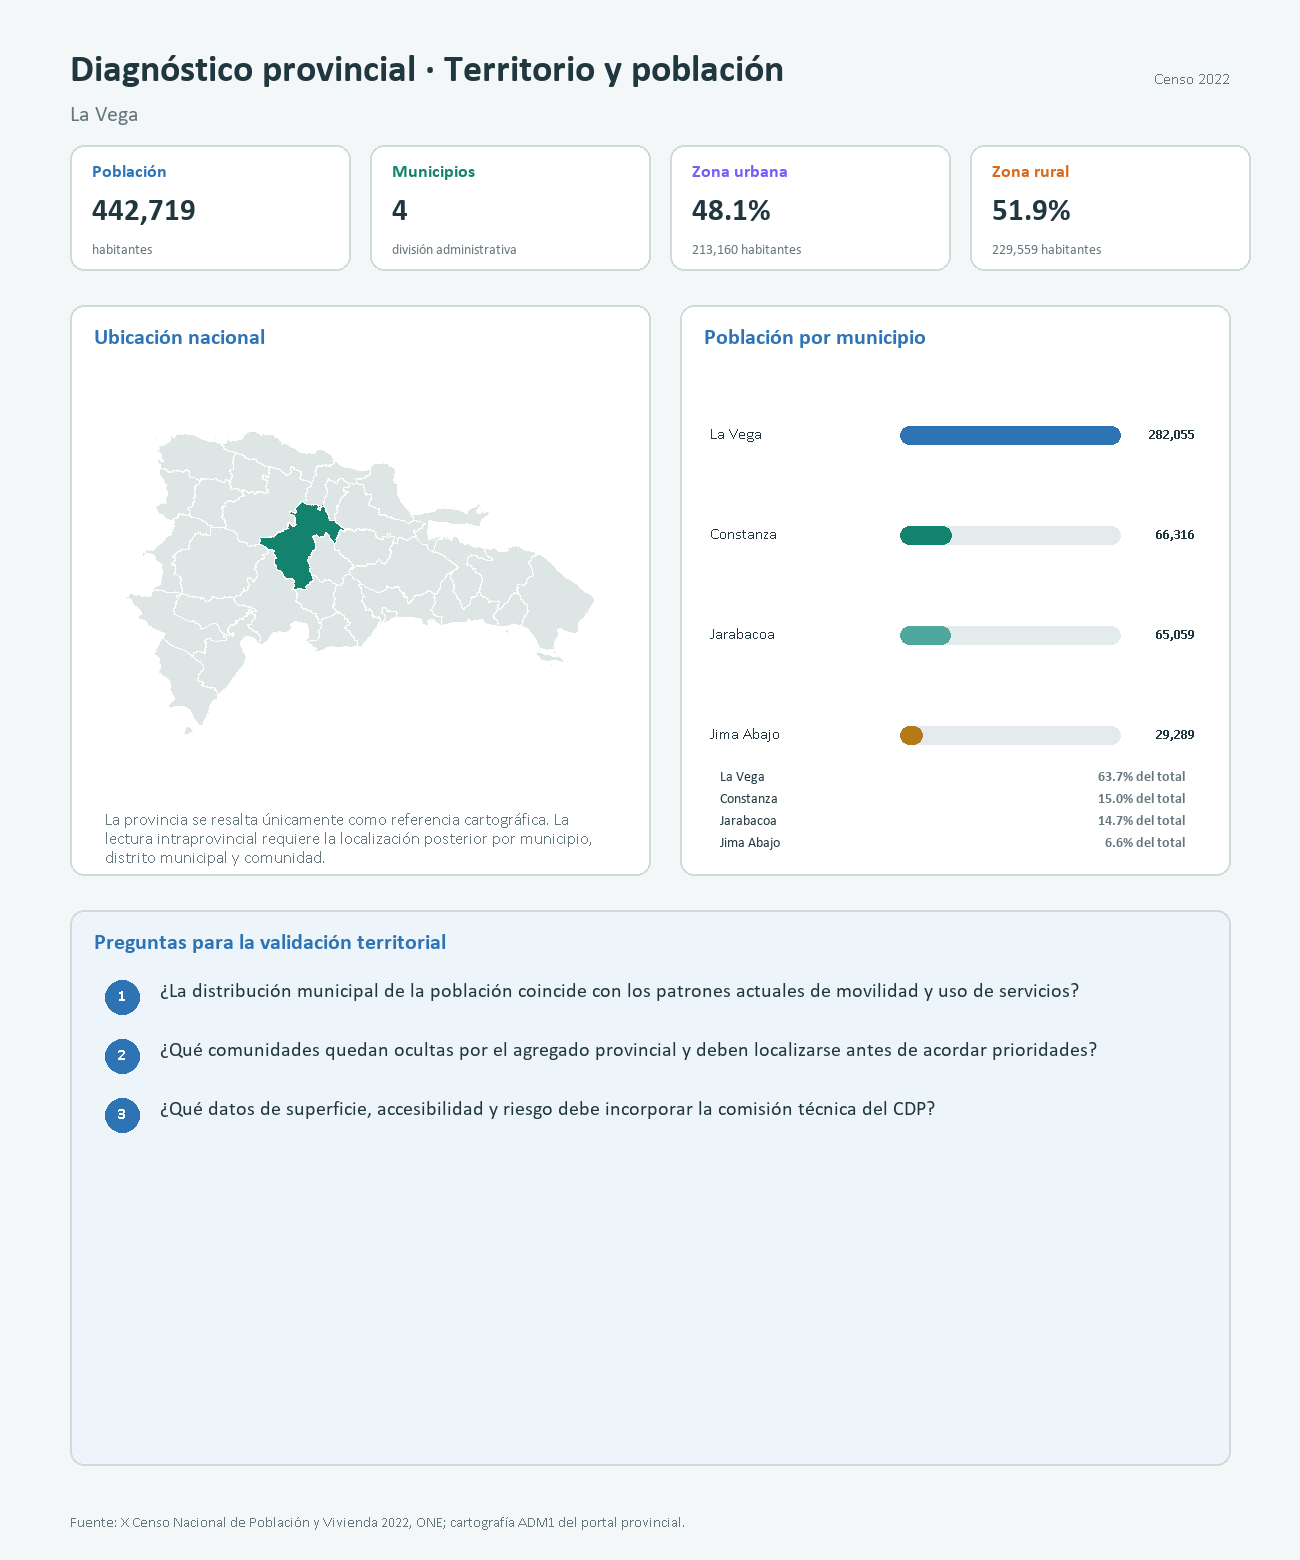 Diagnóstico provincial · Territorio y población
Censo 2022
La Vega
Población
442,719
habitantes
Municipios
4
división administrativa
Zona urbana
48.1%
213,160 habitantes
Zona rural
51.9%
229,559 habitantes
Ubicación nacional
La provincia se resalta únicamente como referencia cartográfica. La
lectura intraprovincial requiere la localización posterior por municipio,
distrito municipal y comunidad.
Población por municipio
La Vega 282,055
Constanza 66,316
Jarabacoa 65,059
Jima Abajo 29,289
La Vega 63.7% del total
Constanza 15.0% del total
Jarabacoa 14.7% del total
Jima Abajo 6.6% del total
Preguntas para la validación territorial
1 ¿La distribución municipal de la población coincide con los patrones actuales de movilidad y uso de servicios?
2 ¿Qué comunidades quedan ocultas por el agregado provincial y deben localizarse antes de acordar prioridades?
3 ¿Qué datos de superficie, accesibilidad y riesgo debe incorporar la comisión técnica del CDP?
Fuente: X Censo Nacional de Población y Vivienda 2022, ONE; cartografía ADM1 del portal provincial.